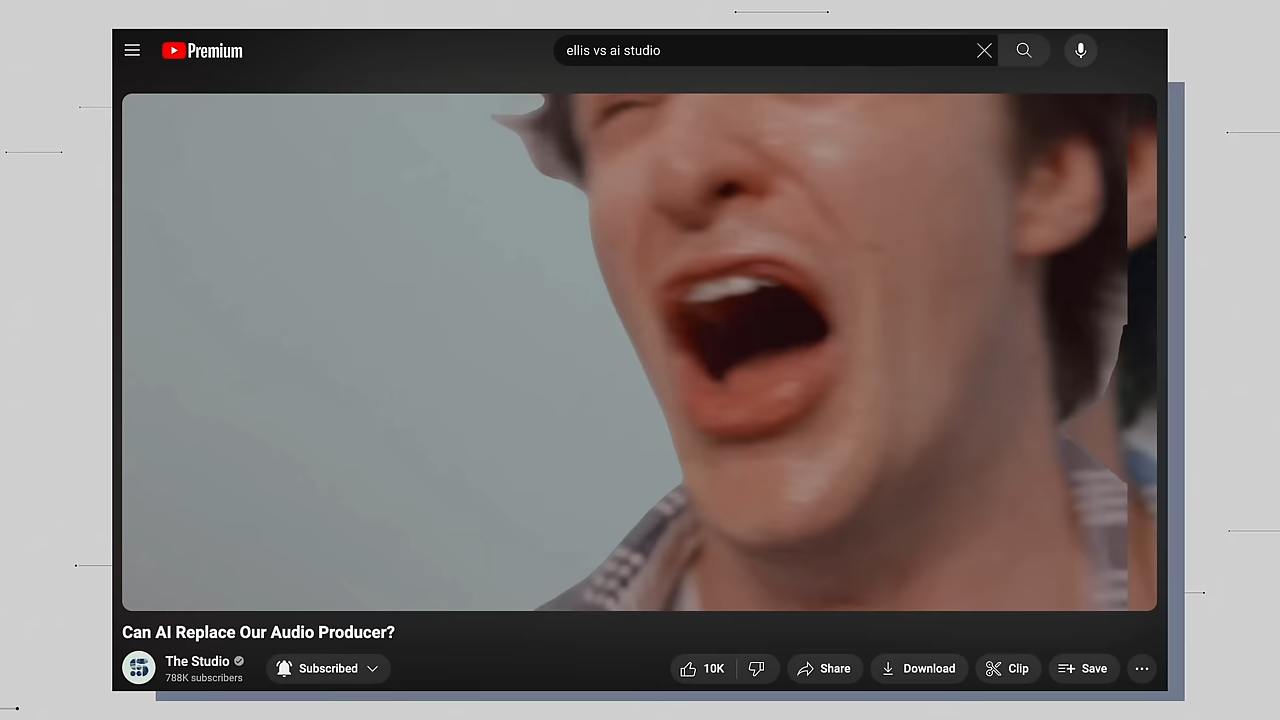 Premium
ellis vs ai studio
Can AI Replace Our Audio Producer?
The Studio
788K subscribers
Subscribed
10K
Share
Download
Clip
Save